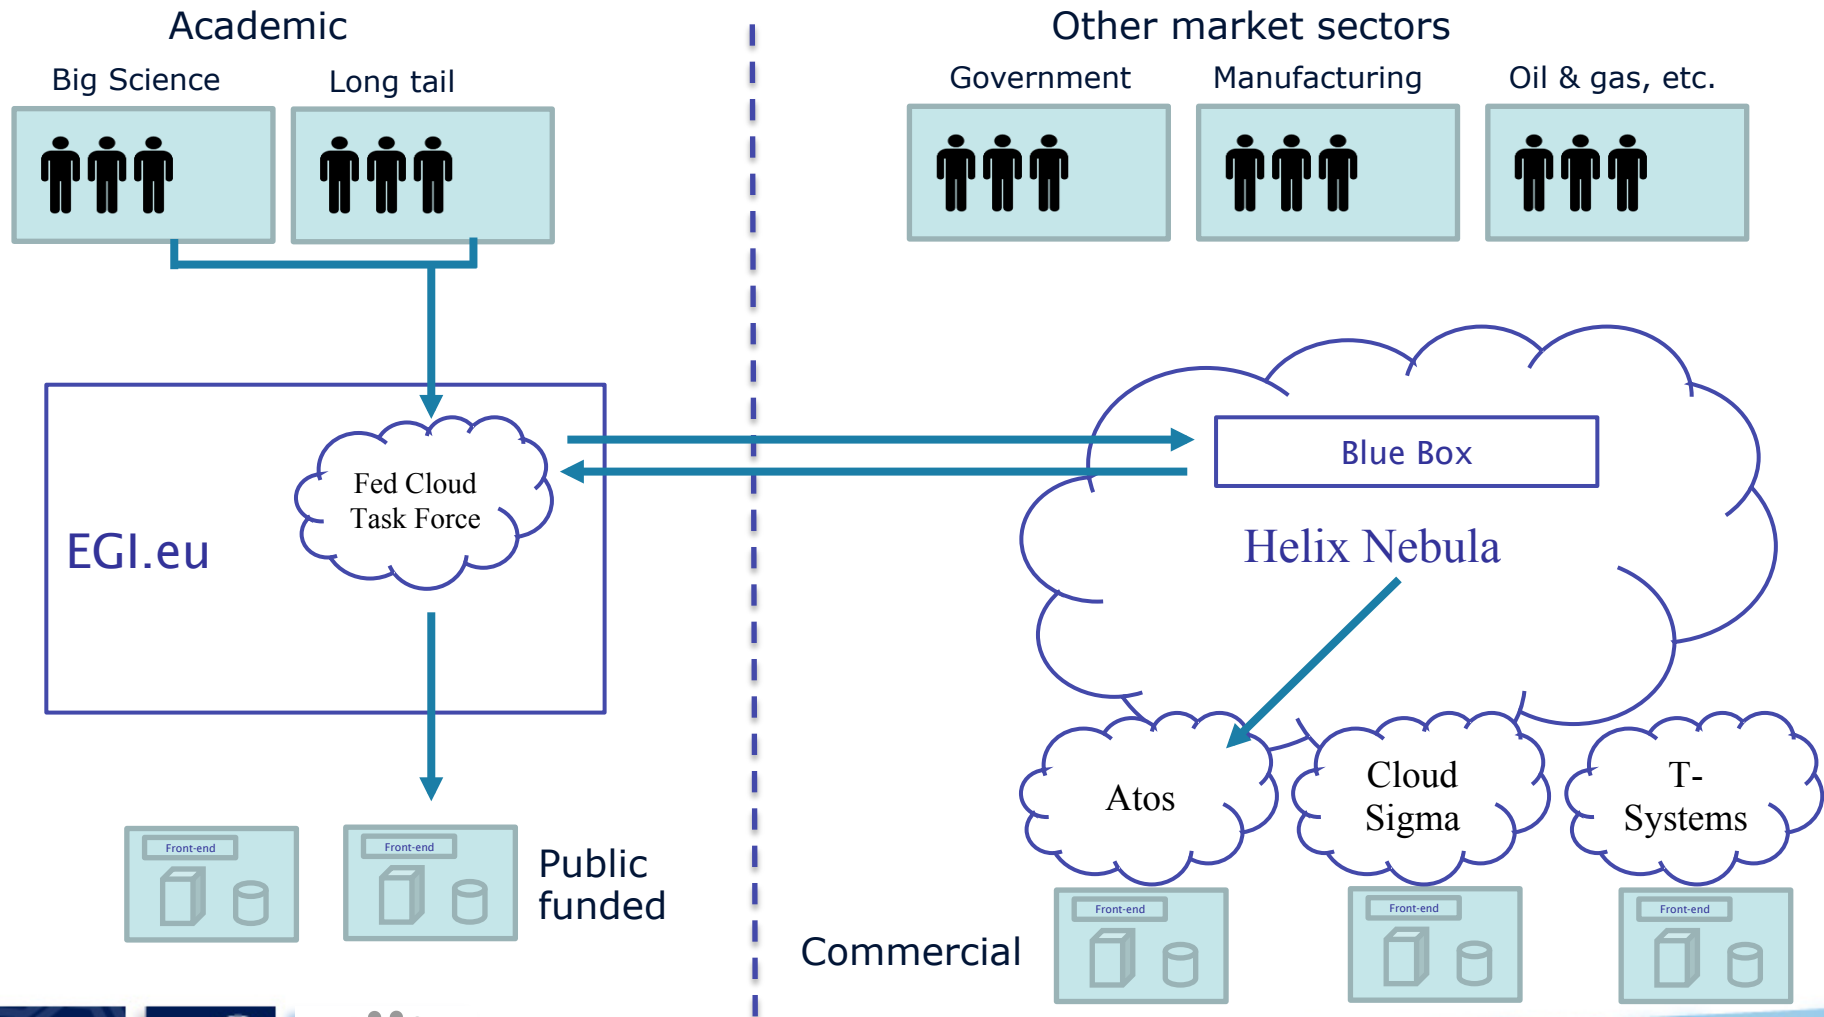 Academic
Other market sectors
Big Science
Long tail
Government
Manufacturing
Oil & gas, etc.
Blue Box
Fed Cloud
Task Force
EGI.eu
Helix Nebula
Atos
Cloud
Sigma
T-
Systems
Front-end
Front-end
Public
funded
Commercial
Front-end
Front-end
Front-end